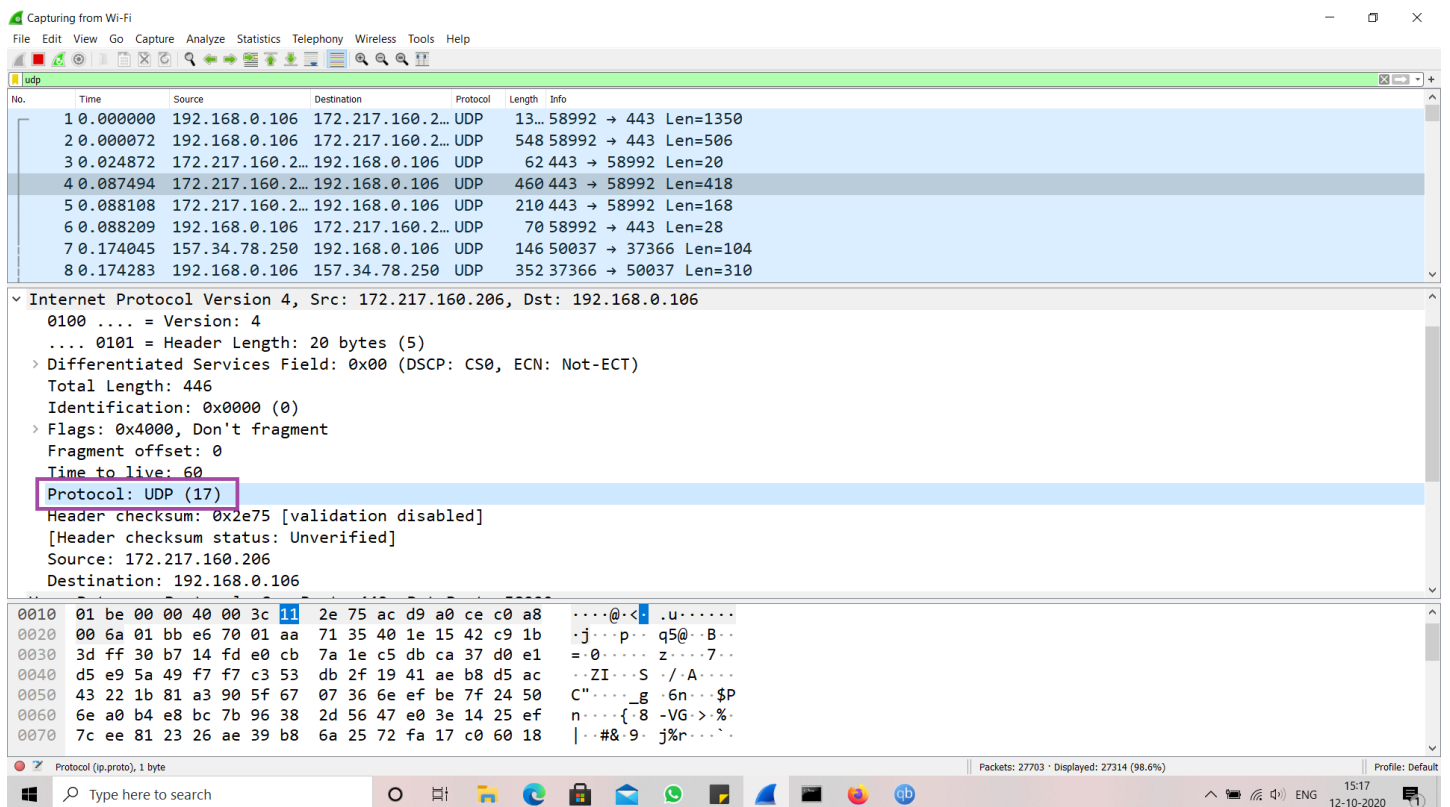 Capturing from Wi-Fi
File Edit View Go Capture Analyze Statistics Telephony Wireless Tools Help
udp
No. Time Source Destination Protocol Length Info
1 0.000000 192.168.0.106 172.217.160.2… UDP 13… 58992 → 443 Len=1350
2 0.000072 192.168.0.106 172.217.160.2… UDP 548 58992 → 443 Len=506
3 0.024872 172.217.160.2… 192.168.0.106 UDP 62 443 → 58992 Len=20
4 0.087494 172.217.160.2… 192.168.0.106 UDP 460 443 → 58992 Len=418
5 0.088108 172.217.160.2… 192.168.0.106 UDP 210 443 → 58992 Len=168
6 0.088209 192.168.0.106 172.217.160.2… UDP 70 58992 → 443 Len=28
7 0.174045 157.34.78.250 192.168.0.106 UDP 146 50037 → 37366 Len=104
8 0.174283 192.168.0.106 157.34.78.250 UDP 352 37366 → 50037 Len=310
Internet Protocol Version 4, Src: 172.217.160.206, Dst: 192.168.0.106
0100 .... = Version: 4
.... 0101 = Header Length: 20 bytes (5)
Differentiated Services Field: 0x00 (DSCP: CS0, ECN: Not-ECT)
Total Length: 446
Identification: 0x0000 (0)
Flags: 0x4000, Don't fragment
Fragment offset: 0
Time to live: 60
Protocol: UDP (17)
Header checksum: 0x2e75 [validation disabled]
[Header checksum status: Unverified]
Source: 172.217.160.206
Destination: 192.168.0.106
0010 01 be 00 00 40 00 3c 11 2e 75 ac d9 a0 ce c0 a8 ····@·<· .u······
0020 00 6a 01 bb e6 70 01 aa 71 35 40 1e 15 42 c9 1b ·j···p·· q5@··B··
0030 3d ff 30 b7 14 fd e0 cb 7a 1e c5 db ca 37 d0 e1 =·0····· z····7··
0040 d5 e9 5a 49 f7 f7 c3 53 db 2f 19 41 ae b8 d5 ac ··ZI···S ·/·A····
0050 43 22 1b 81 a3 90 5f 67 07 36 6e ef be 7f 24 50 C"····_g ·6n···$P
0060 6e a0 b4 e8 bc 7b 96 38 2d 56 47 e0 3e 14 25 ef n····{·8 -VG·>·%·
0070 7c ee 81 23 26 ae 39 b8 6a 25 72 fa 17 c0 60 18 |··#&·9· j%r···`·
Protocol (ip.proto), 1 byte Packets: 27703 · Displayed: 27314 (98.6%) Profile: Default
Type here to search qb ENG 15:17
12-10-2020 1